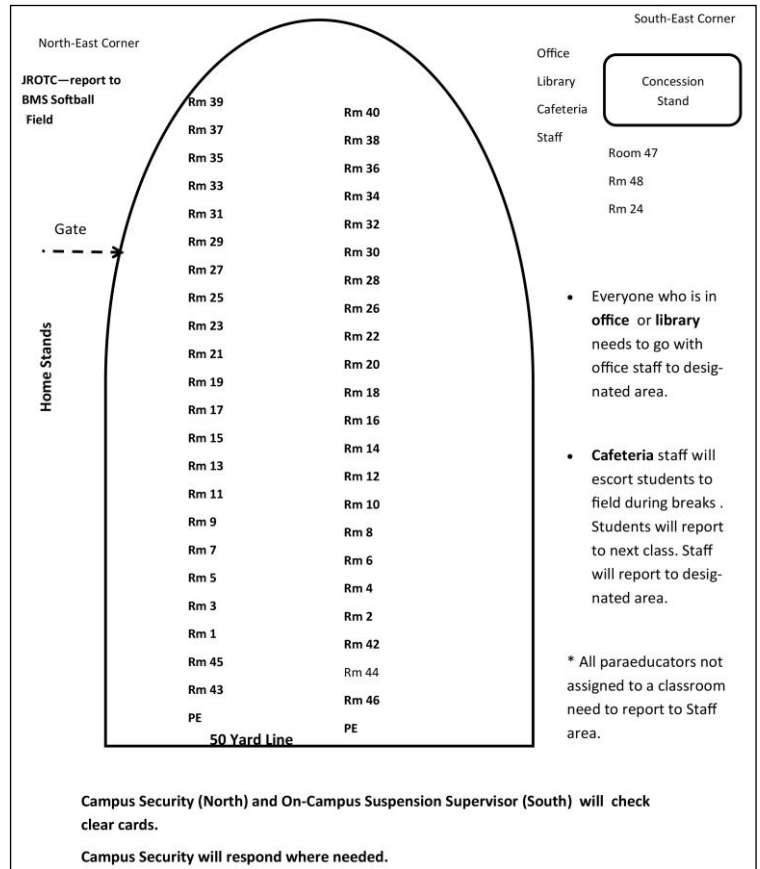 South-East Corner
North-East Corner
JROTC—report to
BMS Softball
Field
Office
Library
Cafeteria
Staff
Concession
Stand
Room 47
Rm 48
Rm 24
Gate
Home Stands
Rm 39
Rm 37
Rm 35
Rm 33
Rm 31
Rm 29
Rm 27
Rm 25
Rm 23
Rm 21
Rm 19
Rm 17
Rm 15
Rm 13
Rm 11
Rm 9
Rm 7
Rm 5
Rm 3
Rm 1
Rm 45
Rm 43
PE
Rm 40
Rm 38
Rm 36
Rm 34
Rm 32
Rm 30
Rm 28
Rm 26
Rm 22
Rm 20
Rm 18
Rm 16
Rm 14
Rm 12
Rm 10
Rm 8
Rm 6
Rm 4
Rm 2
Rm 42
Rm 44
Rm 46
PE
50 Yard Line
• Everyone who is in
office or library
needs to go with
office staff to desig-
nated area.
• Cafeteria staff will
escort students to
field during breaks .
Students will report
to next class. Staff
will report to desig-
nated area.
* All paraeducators not
assigned to a classroom
need to report to Staff
area.
Campus Security (North) and On-Campus Suspension Supervisor (South) will check
clear cards.
Campus Security will respond where needed.